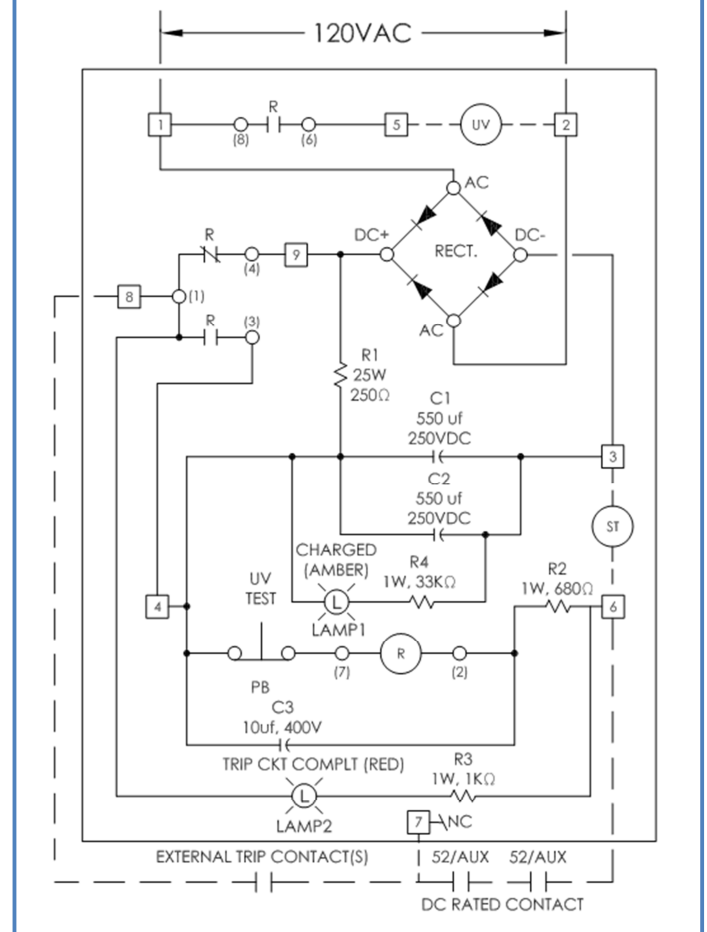 120VAC
R
1
5
UV
2
(8)
(6)
AC
R
DC+
DC-
9
RECT.
(4)
8
(1)
R
(3)
AC
R1
25W
250Ω
C1
550 uf
250VDC
3
C2
550 uf
250VDC
ST
CHARGED
(AMBER)
R4
1W, 33KΩ
UV
TEST
R2
1W, 680Ω
L
4
6
LAMP1
R
(7)
(2)
PB
C3
10uf, 400V
TRIP CKT COMPLT (RED)
R3
1W, 1KΩ
L
LAMP2
7
NC
EXTERNAL TRIP CONTACT(S)
52/AUX
52/AUX
DC RATED CONTACT